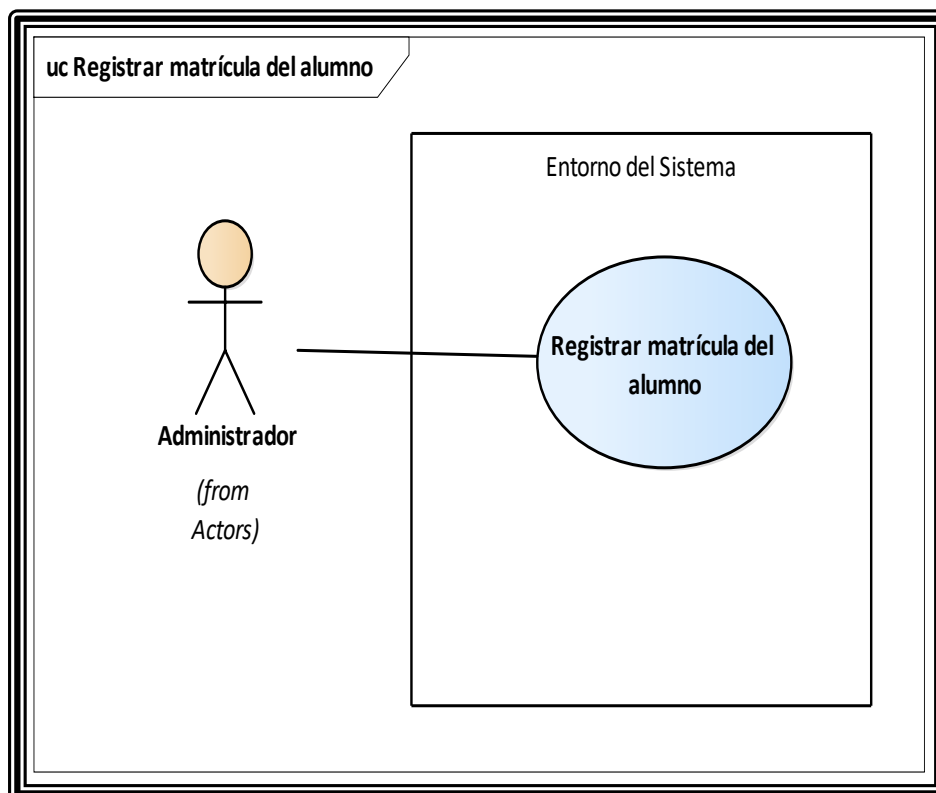 uc Registrar matrícula del alumno
Entorno del Sistema
Registrar matrícula del
alumno
Administrador
(from
Actors)